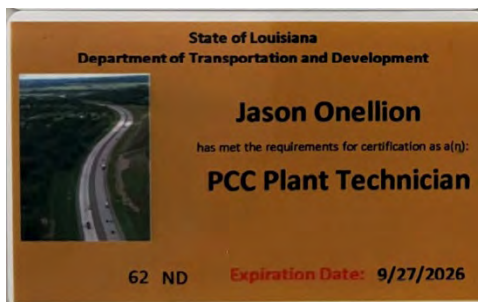 State of Louisiana
Department of Transportation and Development
Jason Onellion
has met the requirements for certification as a(n):
PCC Plant Technician
62 ND Expiration Date: 9/27/2026